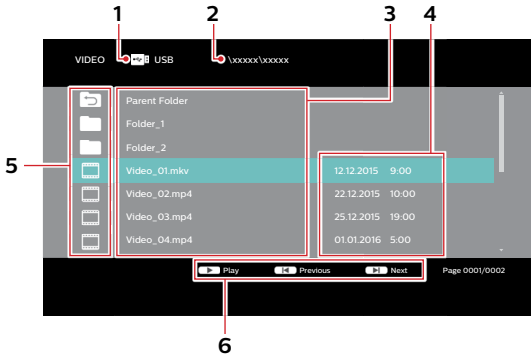 1 2 3 4
VIDEO USB \xxxxx\xxxxx
Parent Folder
Folder_1
Folder_2
5
Video_01.mkv 12.12.2015 9:00
Video_02.mp4 22.12.2015 10:00
Video_03.mp4 25.12.2015 19:00
Video_04.mp4 01.01.2016 5:00
Play Previous Next Page 0001/0002
6